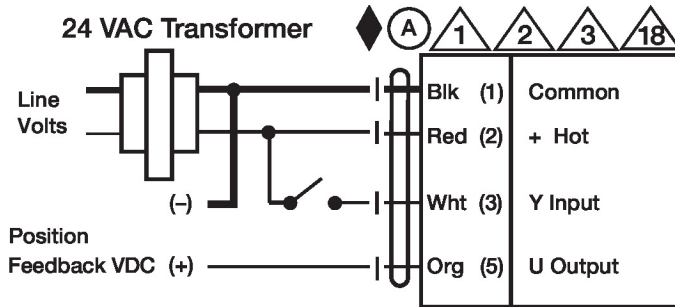 24 VAC Transformer
A 1 2 3 18
Line
Volts
Blk (1) Common
Red (2) + Hot
(–)
Wht (3) Y Input
Position
Feedback VDC (+)
Org (5) U Output